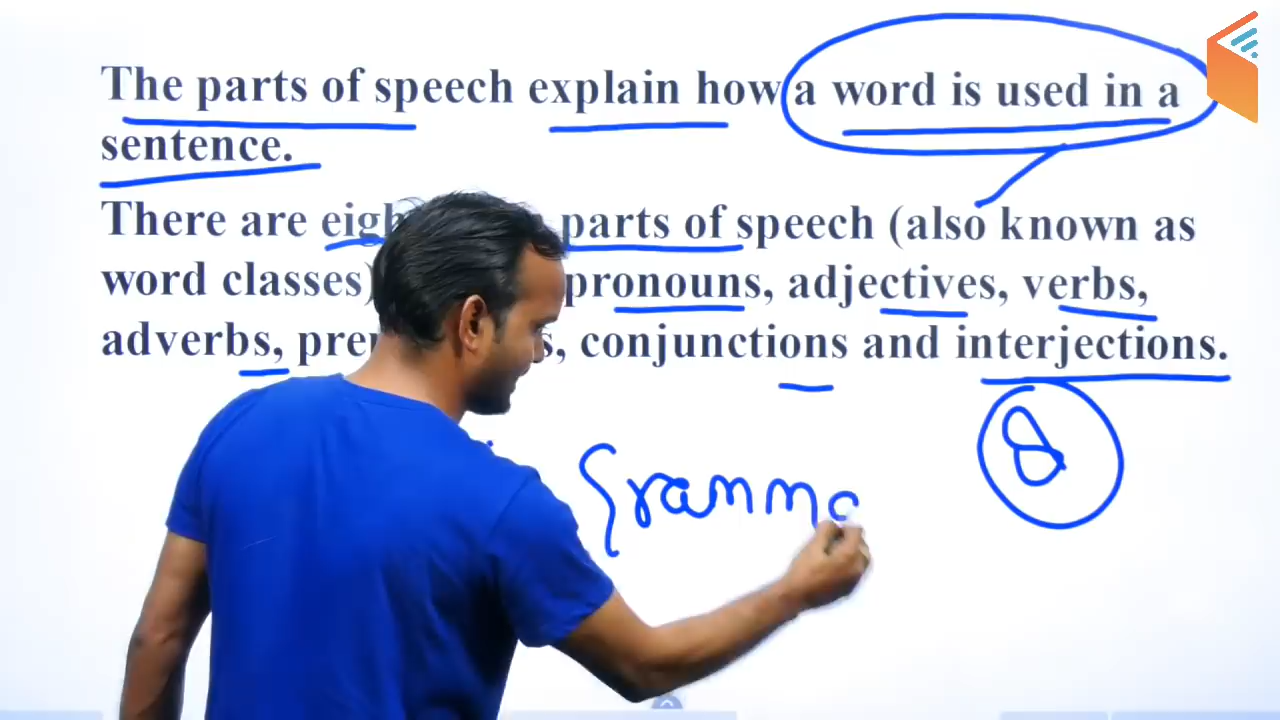 The parts of speech explain how a word is used in a
sentence.
There are parts of speech (also known as
word classes) pronouns, adjectives, verbs,
adverbs, conjunctions and interjections.
8
Gramma